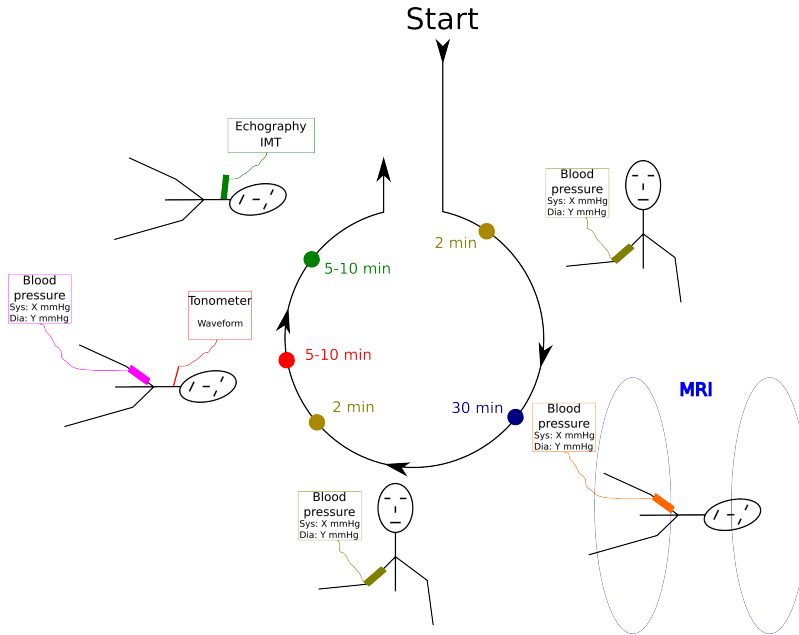 Start
Echography
IMT
Blood
pressure
Sys: X mmHg
Dia: Y mmHg
2 min
5-10 min
Blood
pressure
Sys: X mmHg
Dia: Y mmHg
Tonometer
Waveform
5-10 min
MRI
2 min
30 min
Blood
pressure
Sys: X mmHg
Dia: Y mmHg
Blood
pressure
Sys: X mmHg
Dia: Y mmHg